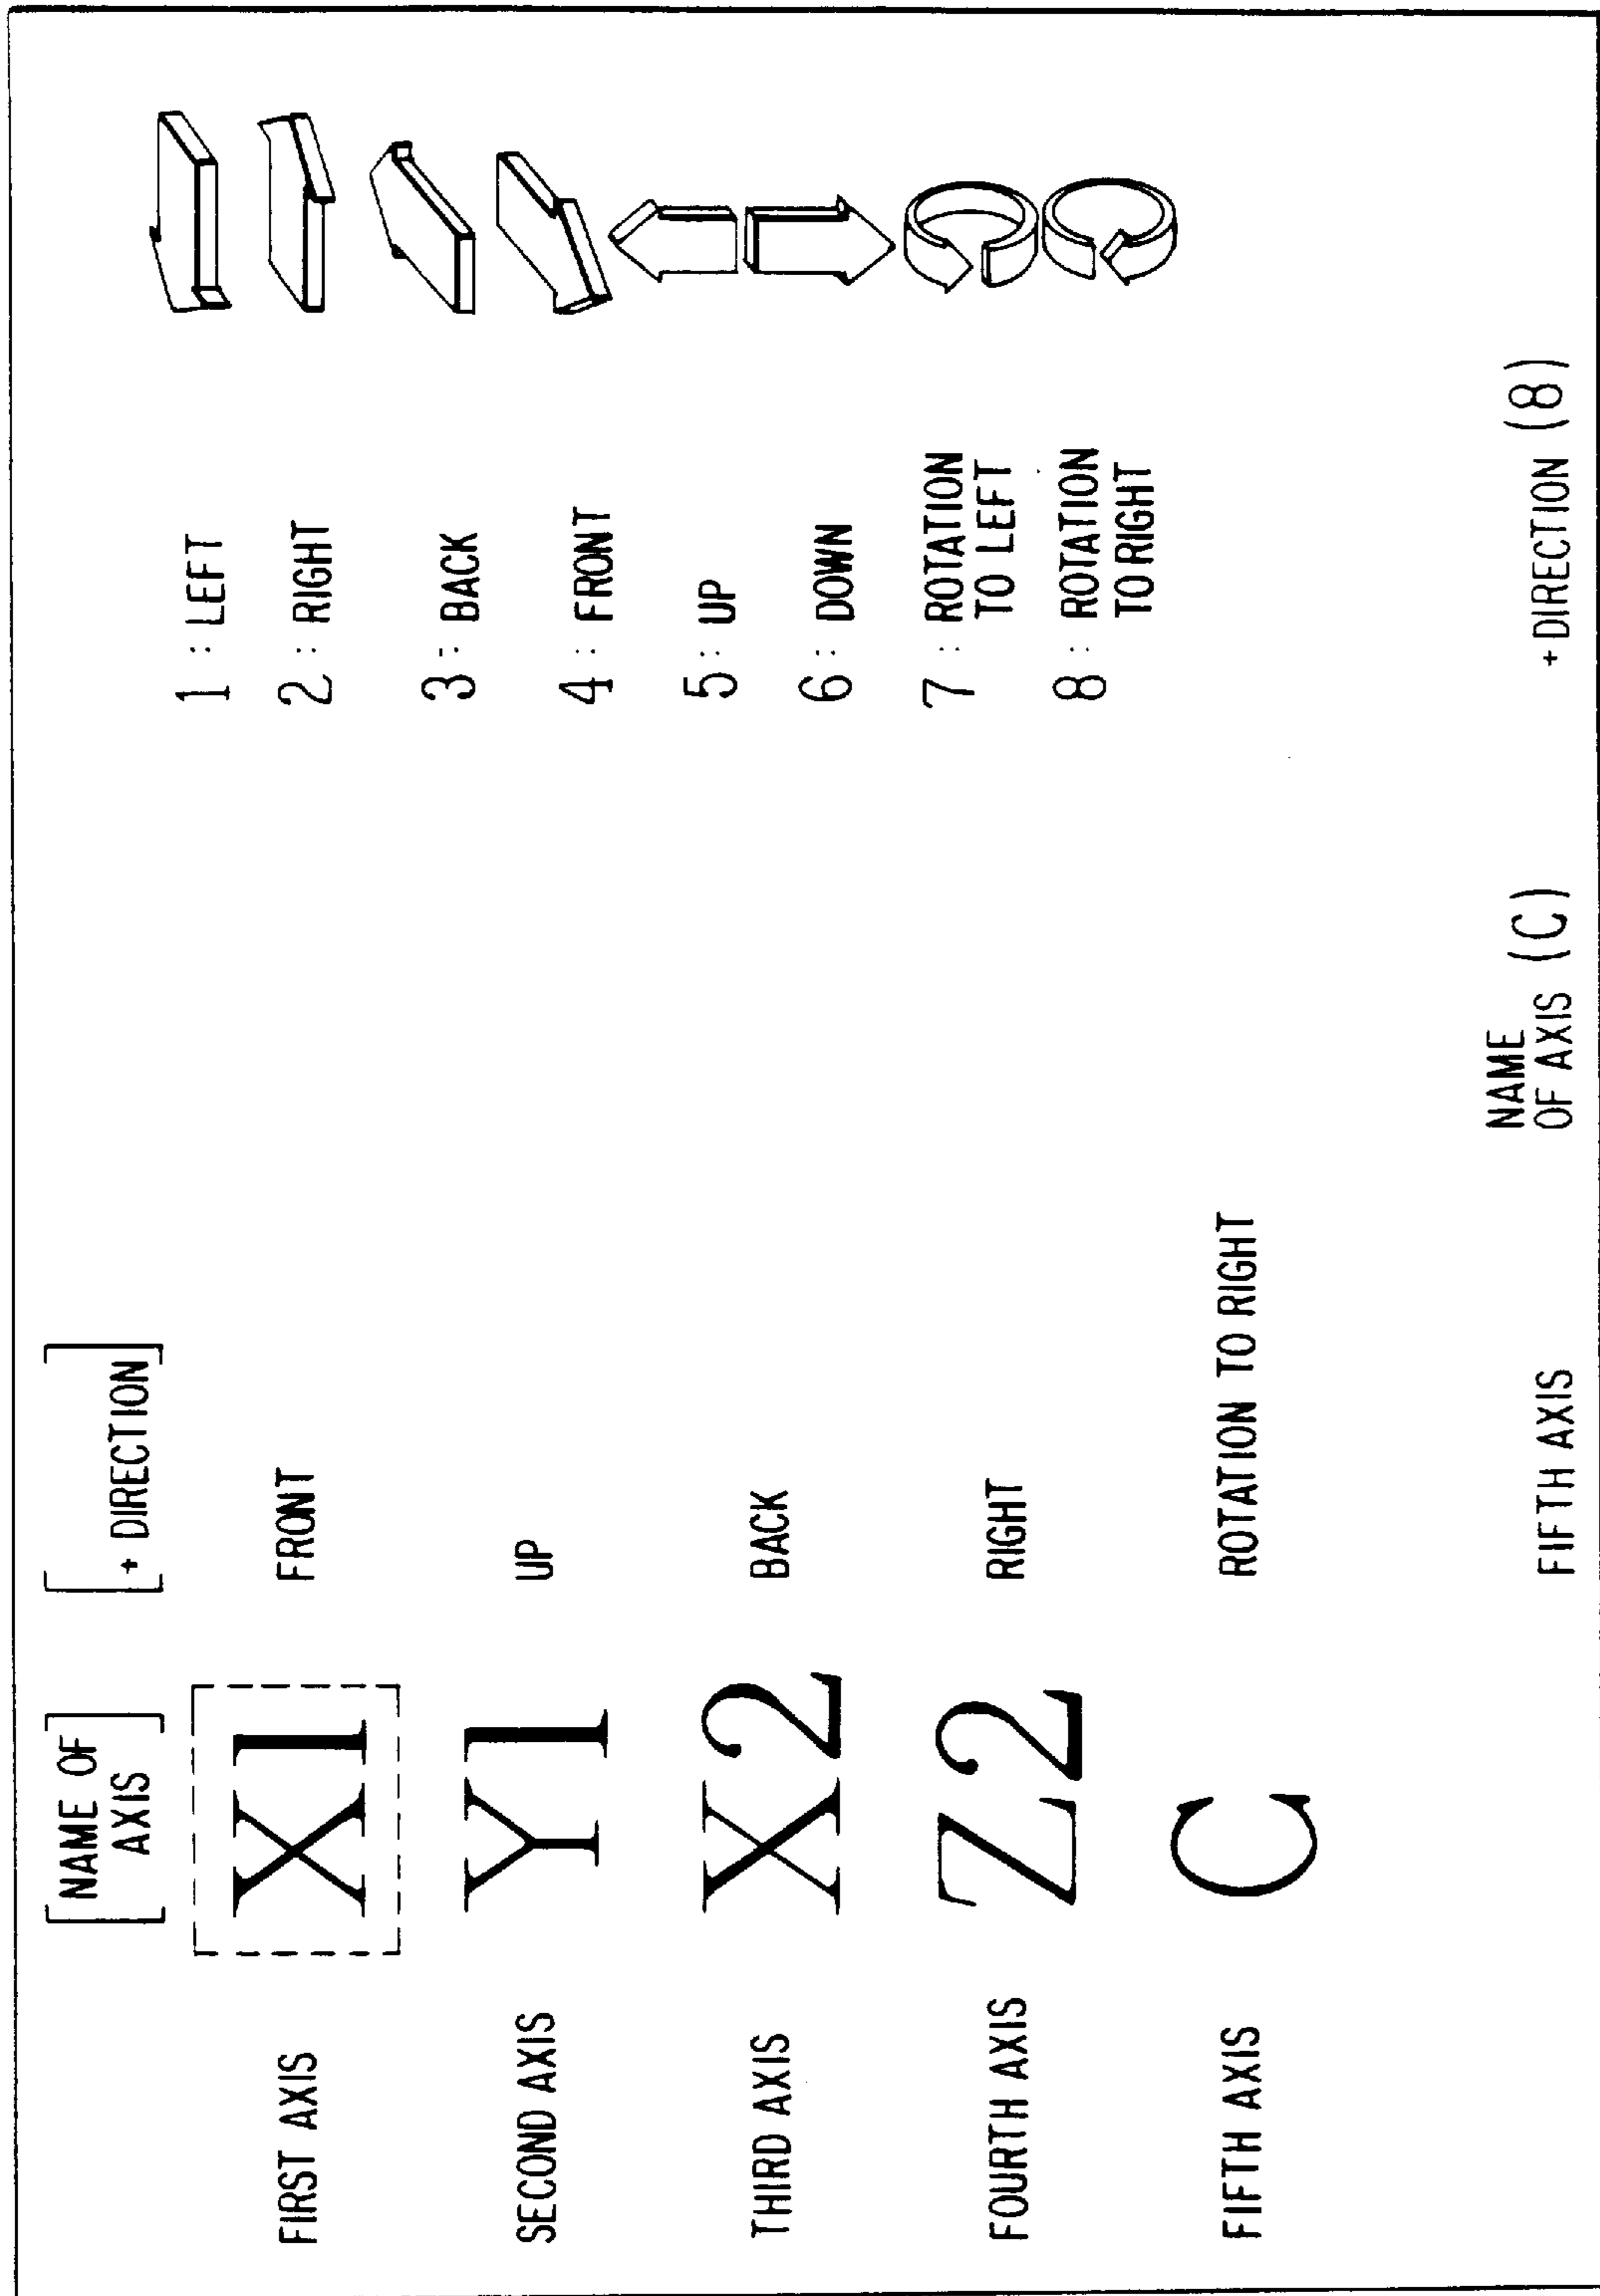 [NAME OF AXIS] [+ DIRECTION]
FIRST AXIS X1 FRONT
SECOND AXIS Y1 UP
THIRD AXIS X2 BACK
FOURTH AXIS Z2 RIGHT
FIFTH AXIS C ROTATION TO RIGHT
1 : LEFT
2 : RIGHT
3 : BACK
4 : FRONT
5 : UP
6 : DOWN
7 : ROTATION
TO LEFT
8 : ROTATION
TO RIGHT
FIFTH AXIS
NAME
OF AXIS (C)
+ DIRECTION (8)